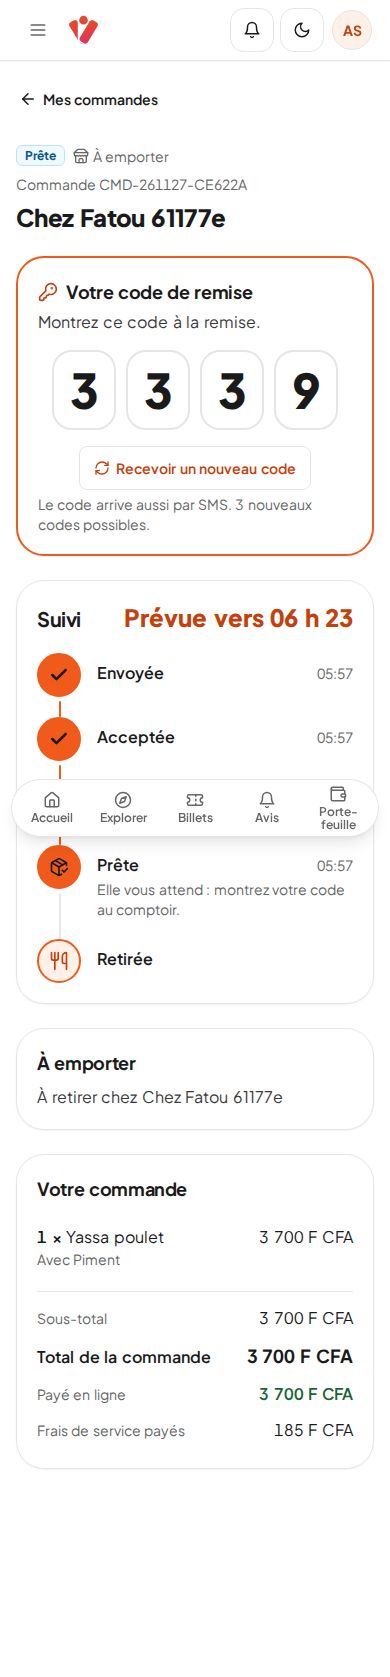 AS
Mes commandes
Prête À emporter
Commande CMD-261127-CE622A
Chez Fatou 61177e
Votre code de remise
Montrez ce code à la remise.
3 3 3 9
Recevoir un nouveau code
Le code arrive aussi par SMS. 3 nouveaux
codes possibles.
Suivi Prévue vers 06 h 23
Envoyée 05:57
Acceptée 05:57
Accueil Explorer Billets Avis Porte-
feuille
Prête 05:57
Elle vous attend : montrez votre code
au comptoir.
Retirée
À emporter
À retirer chez Chez Fatou 61177e
Votre commande
1 × Yassa poulet 3 700 F CFA
Avec Piment
Sous-total 3 700 F CFA
Total de la commande 3 700 F CFA
Payé en ligne 3 700 F CFA
Frais de service payés 185 F CFA